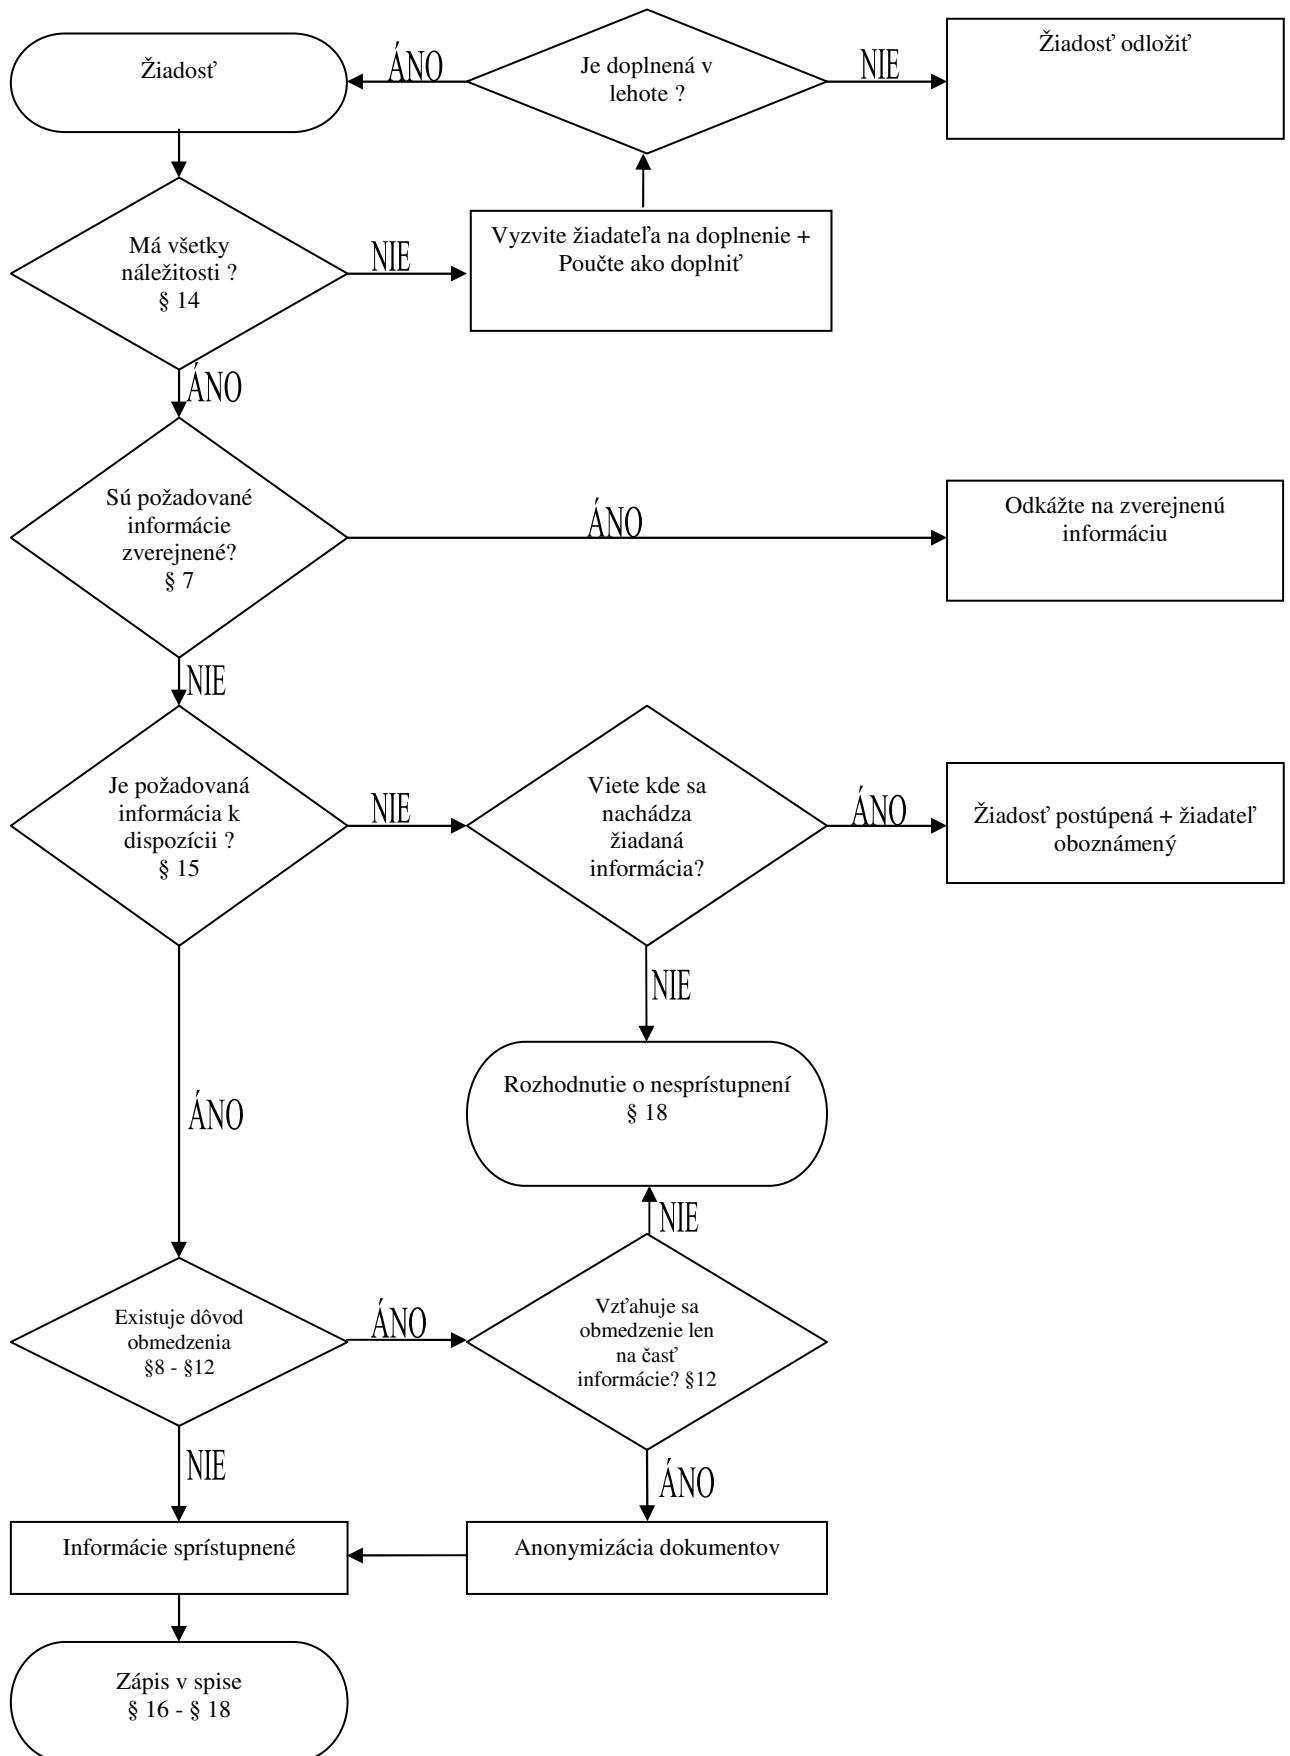 Žiadosť
ÁNO
Je doplnená v
lehote ?
NIE
Žiadosť odložiť
Má všetky
náležitosti ?
§ 14
NIE
Vyzvite žiadateľa na doplnenie +
Poučte ako doplniť
ÁNO
Sú požadované
informácie
zverejnené?
§ 7
ÁNO
Odkážte na zverejnenú
informáciu
NIE
Je požadovaná
informácia k
dispozícii ?
§ 15
NIE
Viete kde sa
nachádza
žiadaná
informácia?
ÁNO
Žiadosť postúpená + žiadateľ
oboznámený
NIE
Rozhodnutie o nesprístupnení
§ 18
ÁNO
NIE
Existuje dôvod
obmedzenia
§8 - §12
ÁNO
Vzťahuje sa
obmedzenie len
na časť
informácie? §12
NIE
ÁNO
Informácie sprístupnené
Anonymizácia dokumentov
Zápis v spise
§ 16 - § 18